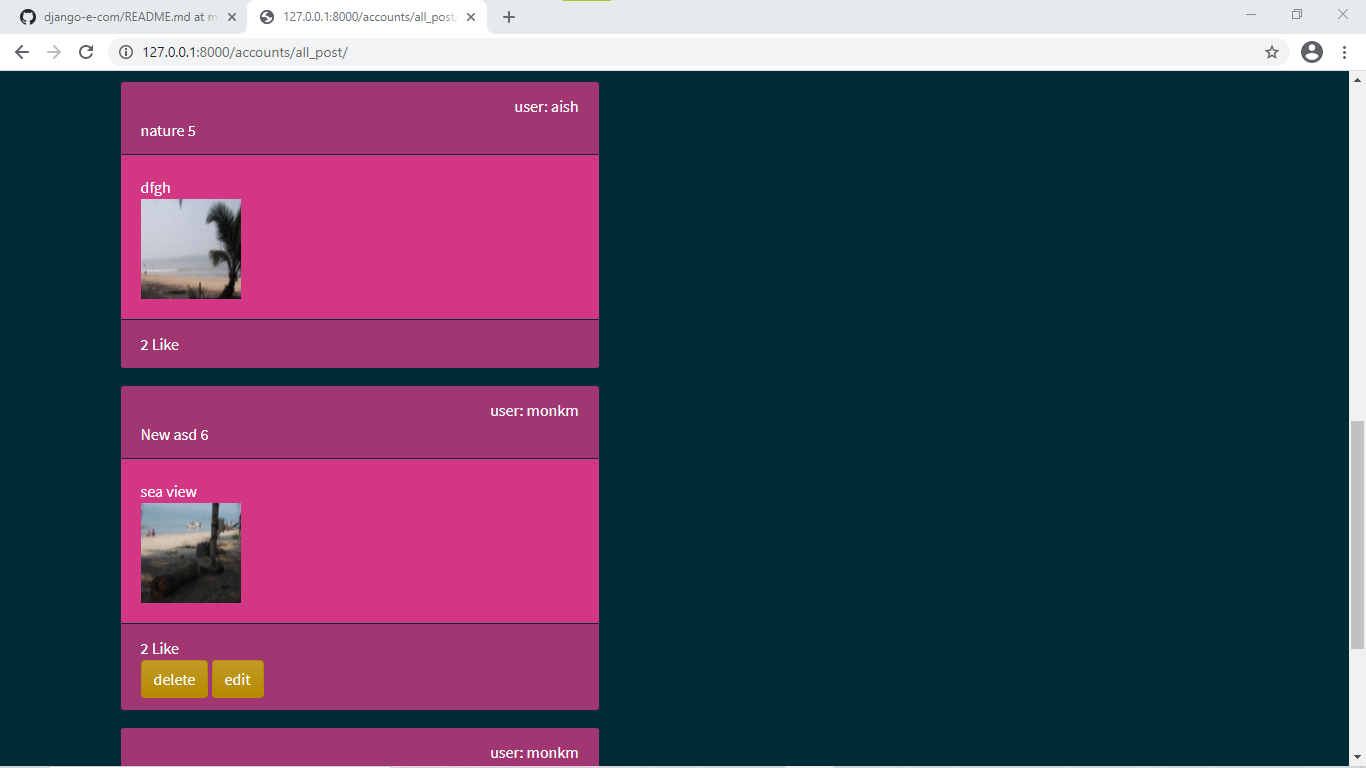 django-e-com/README.md at m
127.0.0.1:8000/accounts/all_post
127.0.0.1:8000/accounts/all_post/
user: aish
nature 5
dfgh
2 Like
user: monkm
New asd 6
sea view
2 Like
delete edit
user: monkm